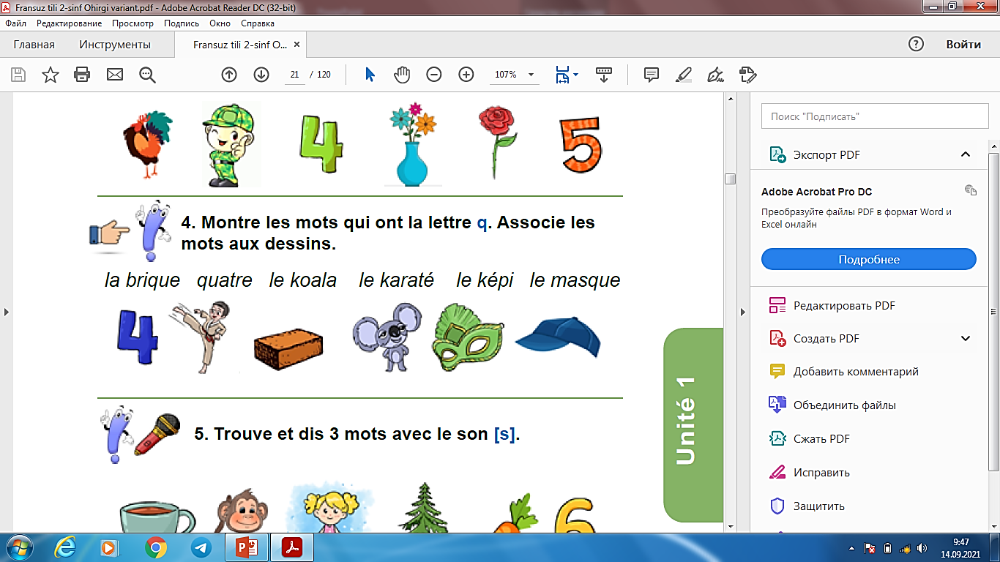 Fransuz tili 2-sinf Ohirgi variant.pdf - Adobe Acrobat Reader DC (32-bit)
Файл Редактирование Просмотр Подпись Окно Справка
Главная Инструменты Fransuz tili 2-sinf O... × Войти
21 / 120 107%
4 5
4. Montre les mots qui ont la lettre q. Associe les
mots aux dessins.
la brique quatre le koala le karaté le képi le masque
4
5. Trouve et dis 3 mots avec le son [s].
6
Unité 1
Поиск "Подписать"
Экспорт PDF
Adobe Acrobat Pro DC
Преобразуйте файлы PDF в формат Word и
Excel онлайн
Подробнее
Редактировать PDF
Создать PDF
Добавить комментарий
Объединить файлы
Сжать PDF
Исправить
Защитить
9:47
14.09.2021